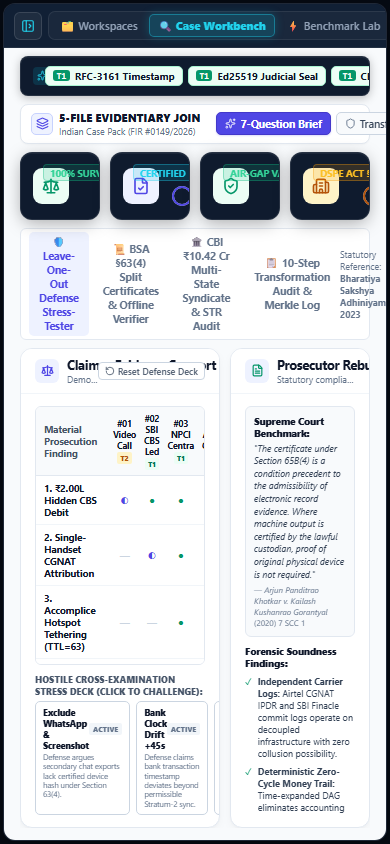 Workspaces
Case Workbench
Benchmark Lab
T1 RFC-3161 Timestamp
T1 Ed25519 Judicial Seal
T1
5-FILE EVIDENTIARY JOIN
Indian Case Pack (FIR #0149/2026)
7-Question Brief
100% SURV
CERTIFIED
AIR-GAP VA
Leave-
One-
Out
Defense
Stress-
Tester
BSA
§63(4)
Split
Certificates
& Offline
Verifier
CBI
₹10.42 Cr
Multi-
State
Syndicate
& STR
Audit
10-Step
Transformation
Audit &
Merkle Log
Statutory
Reference:
Bharatiya
Sakshya
Adhiniyam
2023
Demo...
Reset Defense Deck
Material
Prosecution
Finding
#01
Video
Call
T2
#02
SBI
CBS
Led
T1
#03
NPCI
Centra
T1
1. ₹2.00L
Hidden CBS
Debit
2. Single-
Handset
CGNAT
Attribution
3.
Accomplice
Hotspot
Tethering
(TTL=63)
HOSTILE CROSS-EXAMINATION
STRESS DECK (CLICK TO CHALLENGE):
Exclude
WhatsApp
&
Screenshot
ACTIVE
Defense argues
secondary chat exports
lack certified device
hash under Section
63(4).
Bank
Clock
Drift
+45s
ACTIVE
Defense claims
bank transaction
timestamp
deviates beyond
permissible
Stratum-2 sync.
Prosecutor Rebu
Statutory complia...
Supreme Court
Benchmark:
"The certificate under
Section 65B(4) is a
condition precedent to
the admissibility of
electronic record
evidence. Where
machine output is
certified by the lawful
custodian, proof of
original physical device
is not required."
— Arjun Panditrao
Khotkar v. Kailash
Kushanrao Gorantyal
(2020) 7 SCC 1
Forensic Soundness
Findings:
✓ Independent Carrier
Logs: Airtel CGNAT
IPDR and SBI Finacle
commit logs operate on
decoupled
infrastructure with zero
collusion possibility.
✓ Deterministic Zero-
Cycle Money Trail:
Time-expanded DAG
eliminates accounting